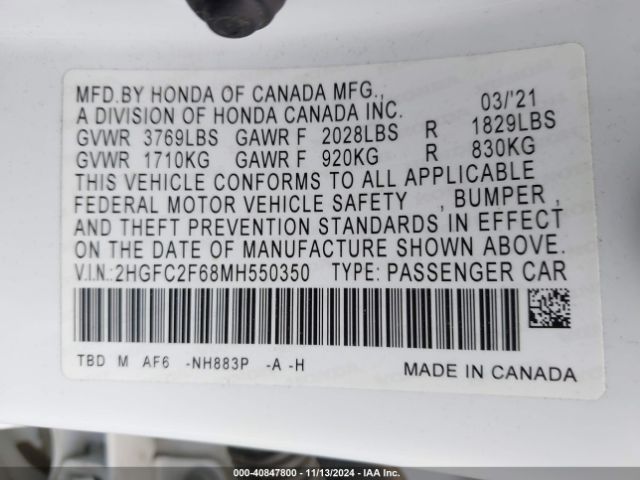 MFD.BY HONDA OF CANADA MFG.,
A DIVISION OF HONDA CANADA INC. 03/'21
GVWR 3769LBS GAWR F 2028LBS R 1829LBS
GVWR 1710KG GAWR F 920KG R 830KG
THIS VEHICLE CONFORMS TO ALL APPLICABLE
FEDERAL MOTOR VEHICLE SAFETY , BUMPER ,
AND THEFT PREVENTION STANDARDS IN EFFECT
ON THE DATE OF MANUFACTURE SHOWN ABOVE.
V.I.N.:2HGFC2F68MH550350 TYPE: PASSENGER CAR
TBD M AF6 -NH883P -A -H
MADE IN CANADA
000-40847800 - 11/13/2024 - IAA Inc.